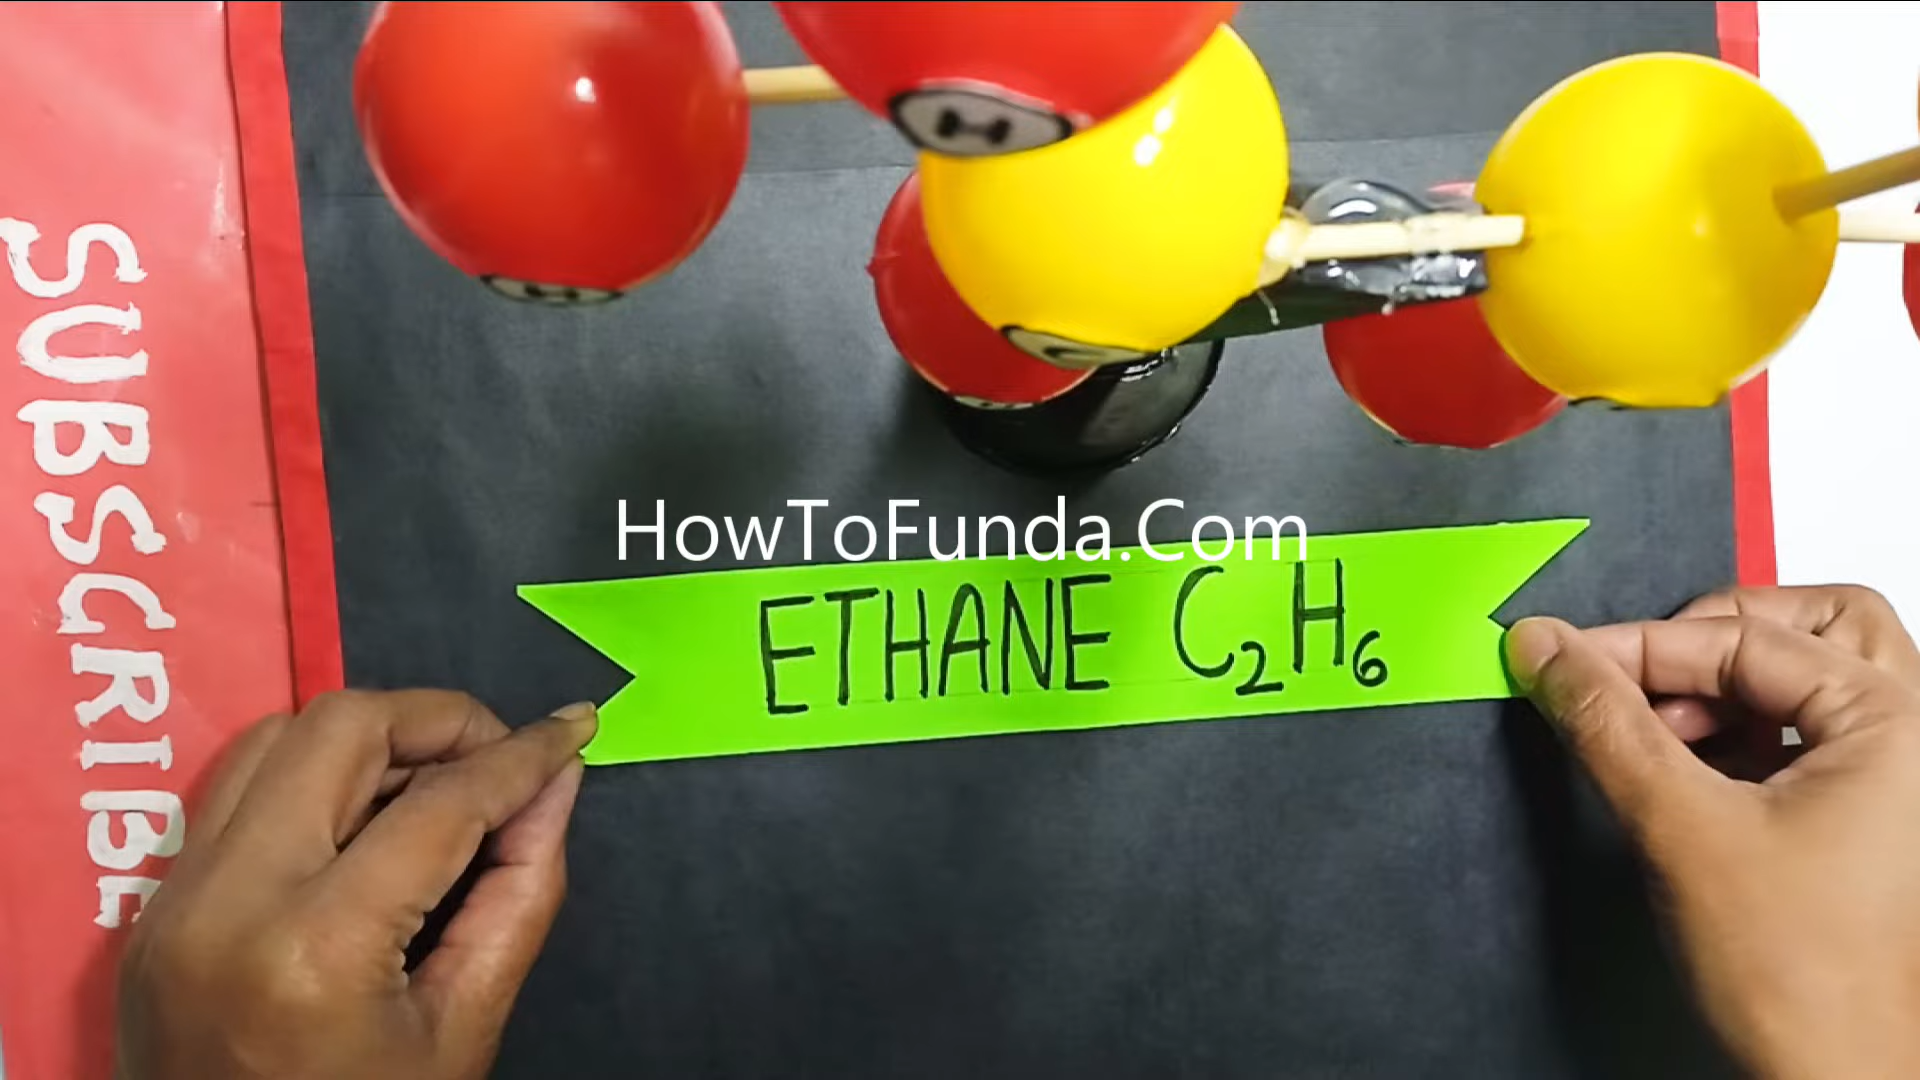 SUBSCRIBE
H
H
C
HowToFunda.Com
ETHANE C₂H₆